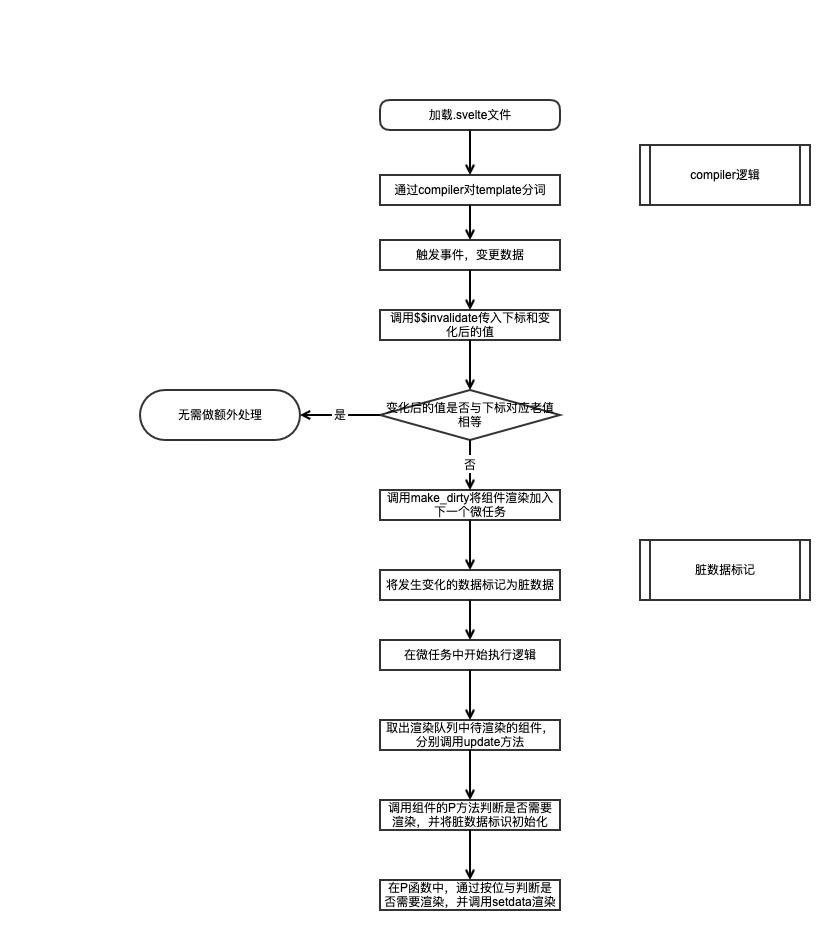 加载.svelte文件
compiler逻辑
通过compiler对template分词
触发事件，变更数据
调用$$invalidate传入下标和变
化后的值
变化后的值是否与下标对应老值
相等
是
无需做额外处理
否
调用make_dirty将组件渲染加入
下一个微任务
脏数据标记
将发生变化的数据标记为脏数据
在微任务中开始执行逻辑
取出渲染队列中待渲染的组件，
分别调用update方法
调用组件的P方法判断是否需要
渲染，并将脏数据标识初始化
在P函数中，通过按位与判断是
否需要渲染，并调用setdata渲染